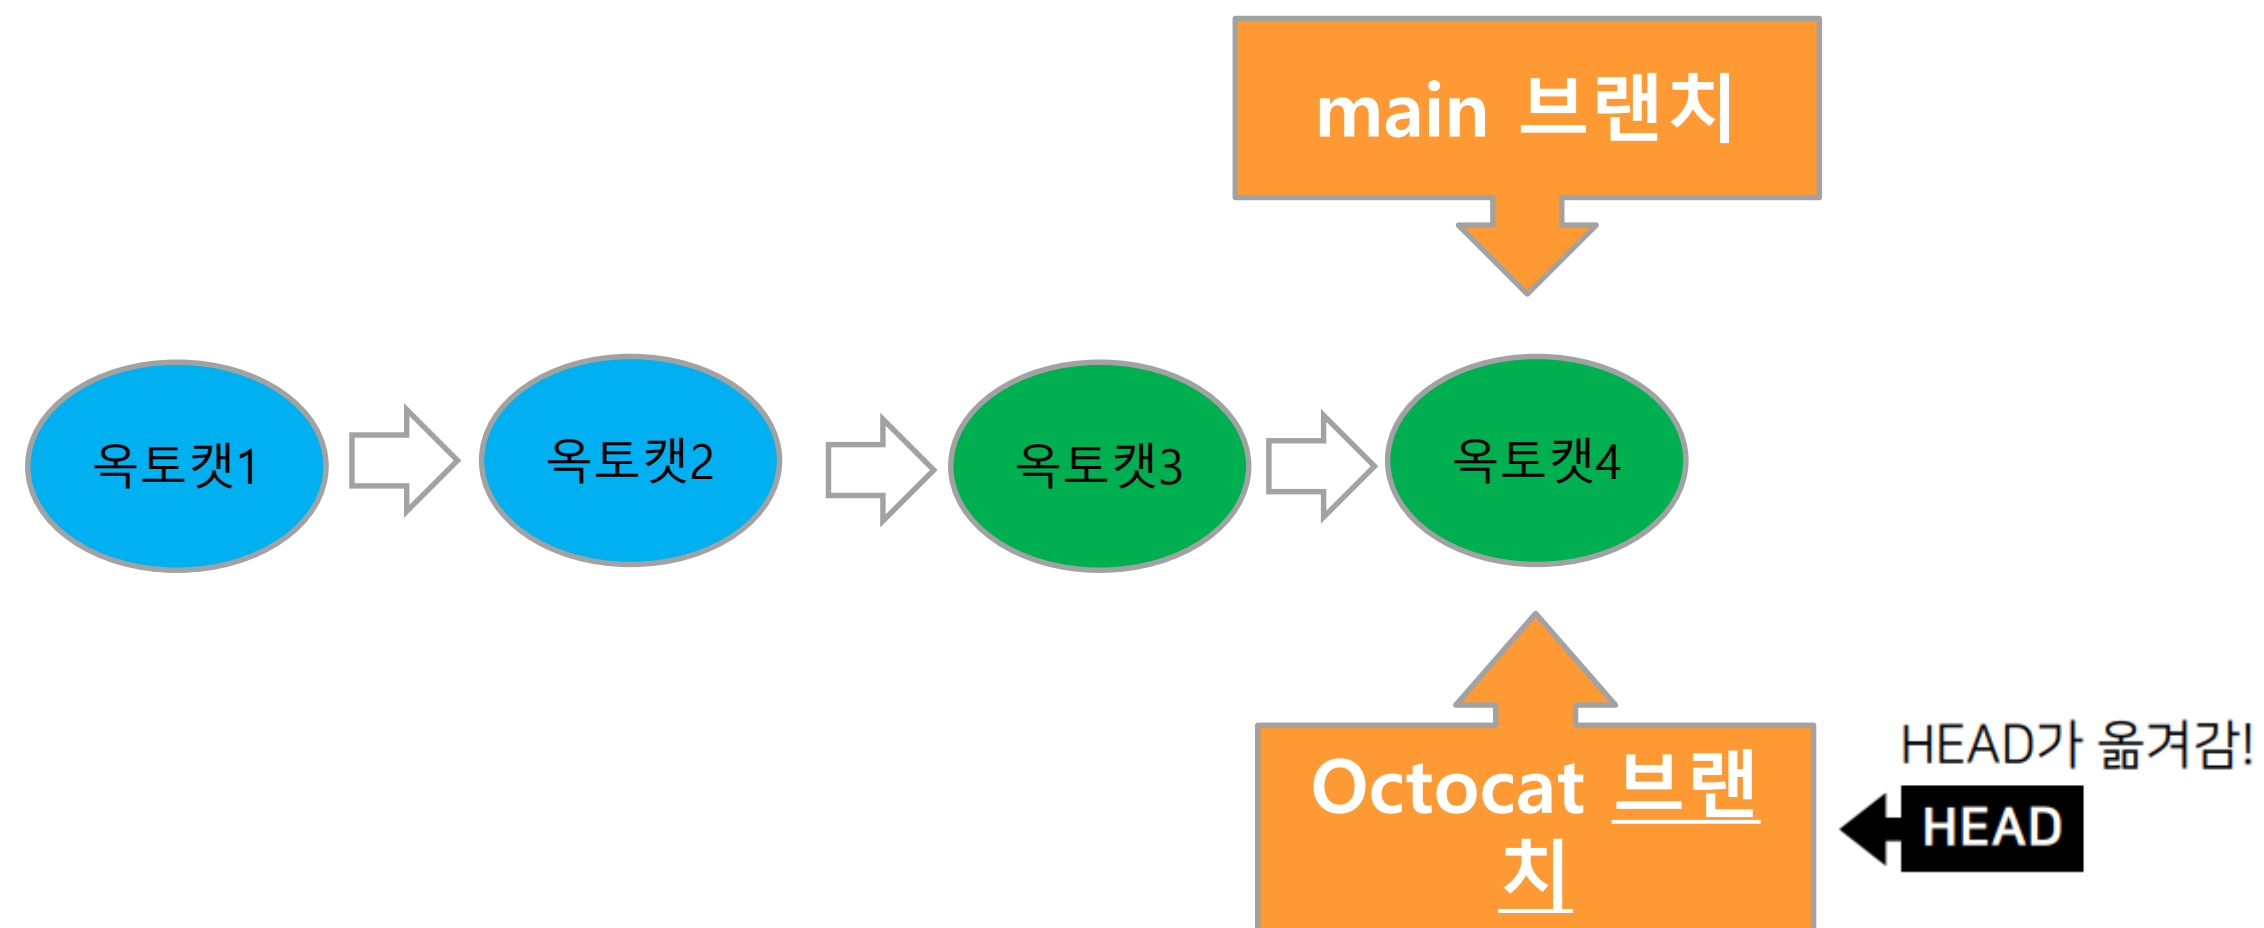 main 브랜치
옥토캣1
옥토캣2
옥토캣3
옥토캣4
HEAD가 옮겨감!
Octocat 브랜
치
HEAD